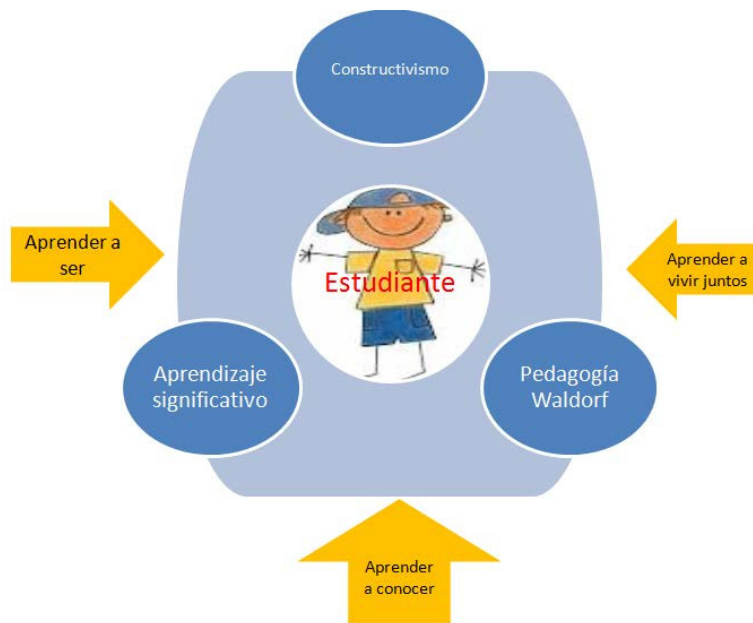 Constructivismo
Aprender a
ser
Estudiante
Aprender a
vivir juntos
Aprendizaje
significativo
Pedagogía
Waldorf
Aprender
a conocer